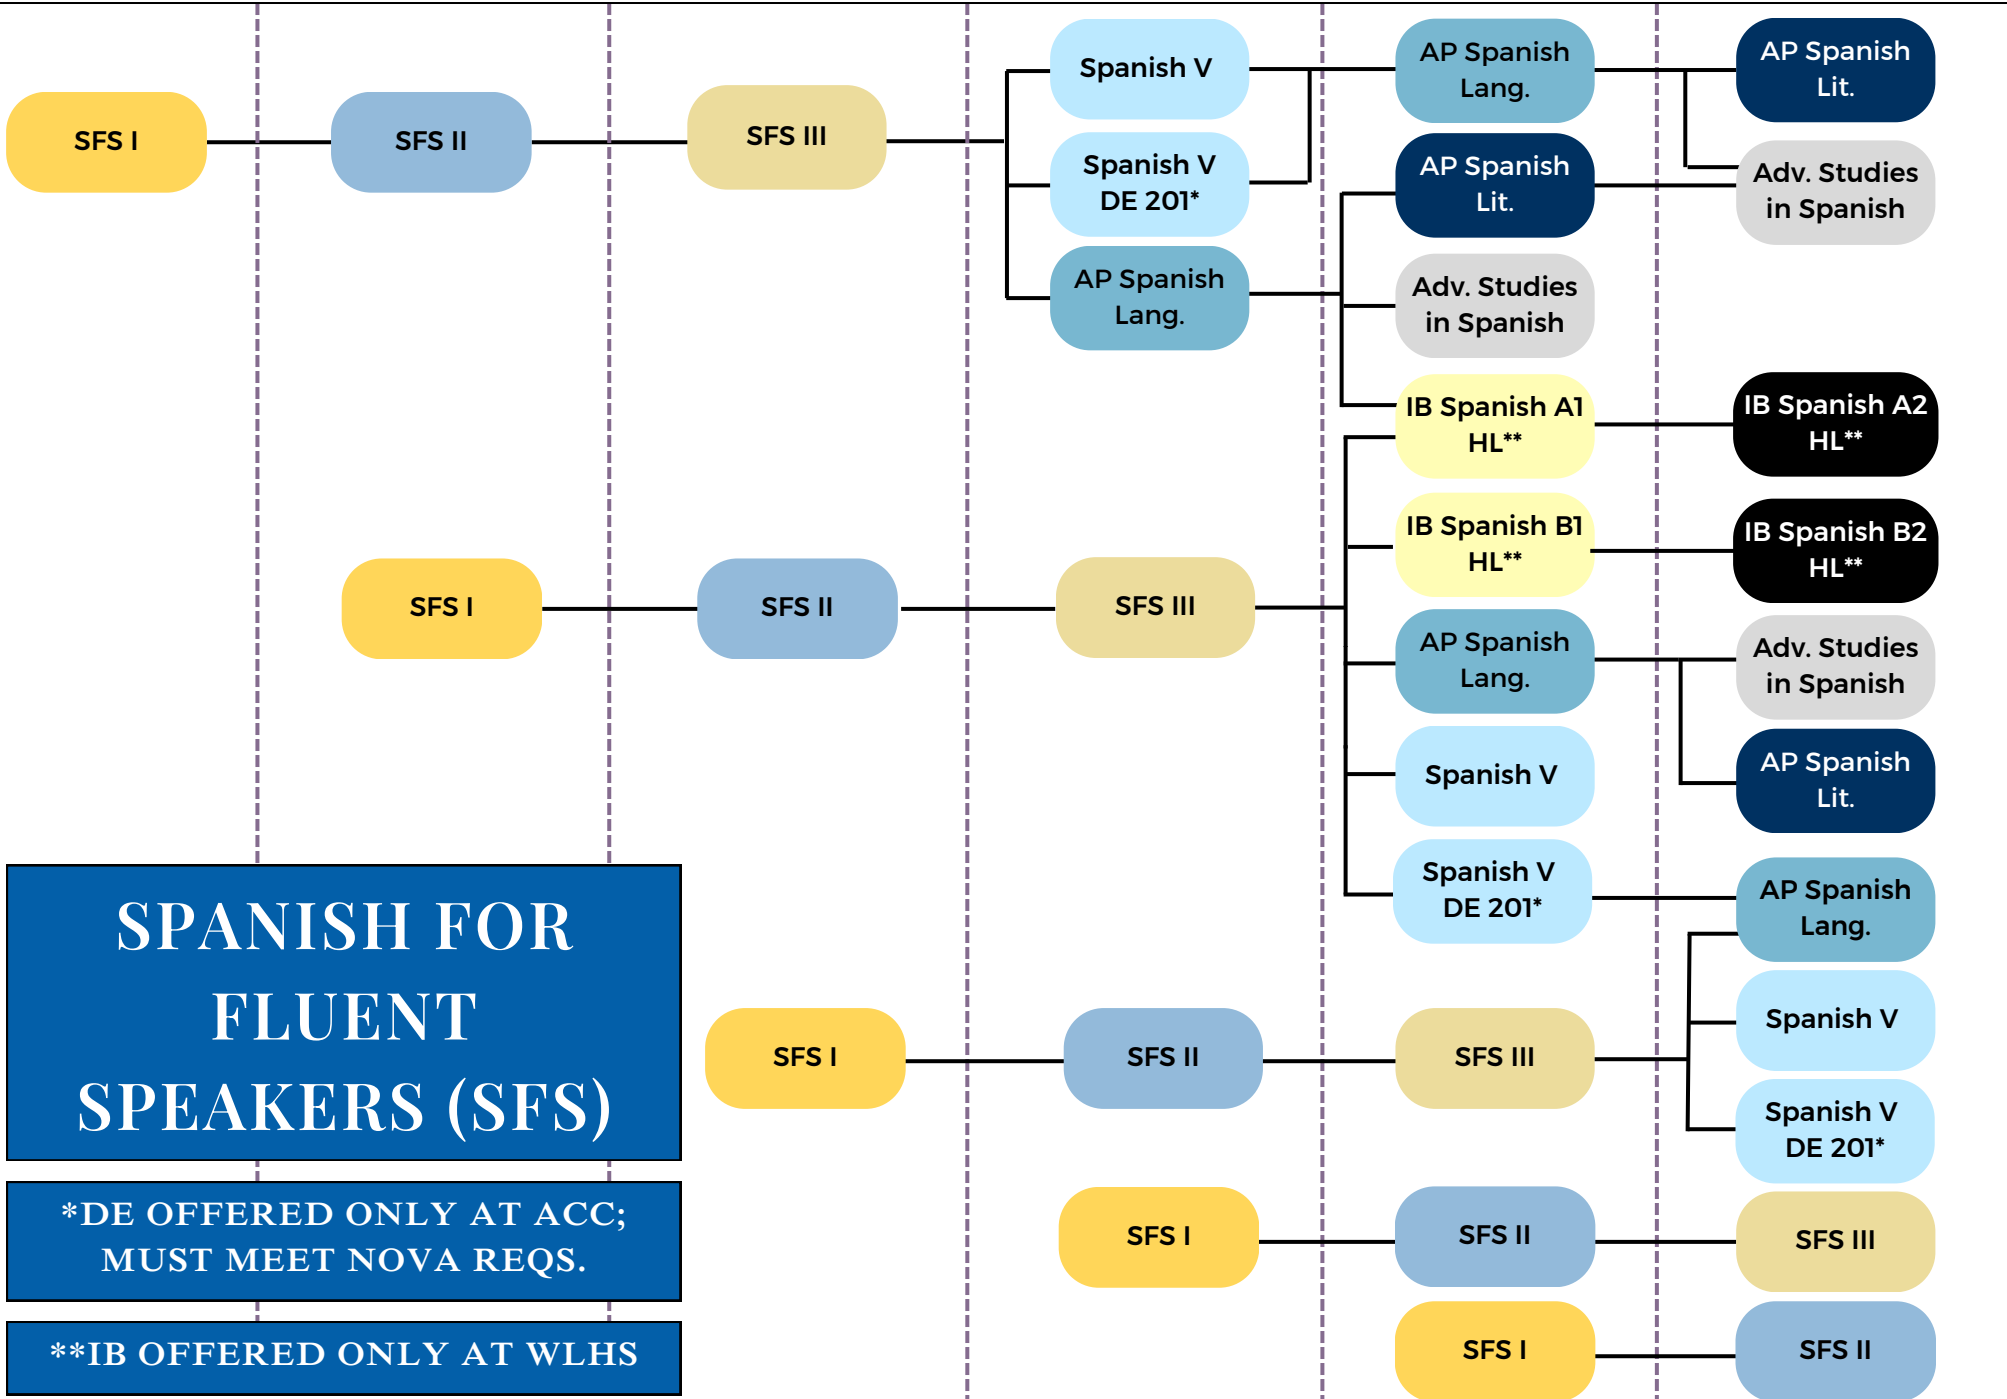 SFS I
SFS II
SFS III
Spanish V
Spanish V
DE 201*
AP Spanish
Lang.
AP Spanish
Lang.
AP Spanish
Lit.
Adv. Studies
in Spanish
AP Spanish
Lit.
Adv. Studies
in Spanish
SFS I
SFS II
SFS III
IB Spanish A1
HL**
IB Spanish B1
HL**
AP Spanish
Lang.
Spanish V
Spanish V
DE 201*
IB Spanish A2
HL**
IB Spanish B2
HL**
Adv. Studies
in Spanish
AP Spanish
Lit.
AP Spanish
Lang.
SFS I
SFS II
SFS III
Spanish V
Spanish V
DE 201*
SFS I
SFS II
SFS III
SFS I
SFS II
SPANISH FOR
FLUENT
SPEAKERS (SFS)
*DE OFFERED ONLY AT ACC;
MUST MEET NOVA REQS.
**IB OFFERED ONLY AT WLHS